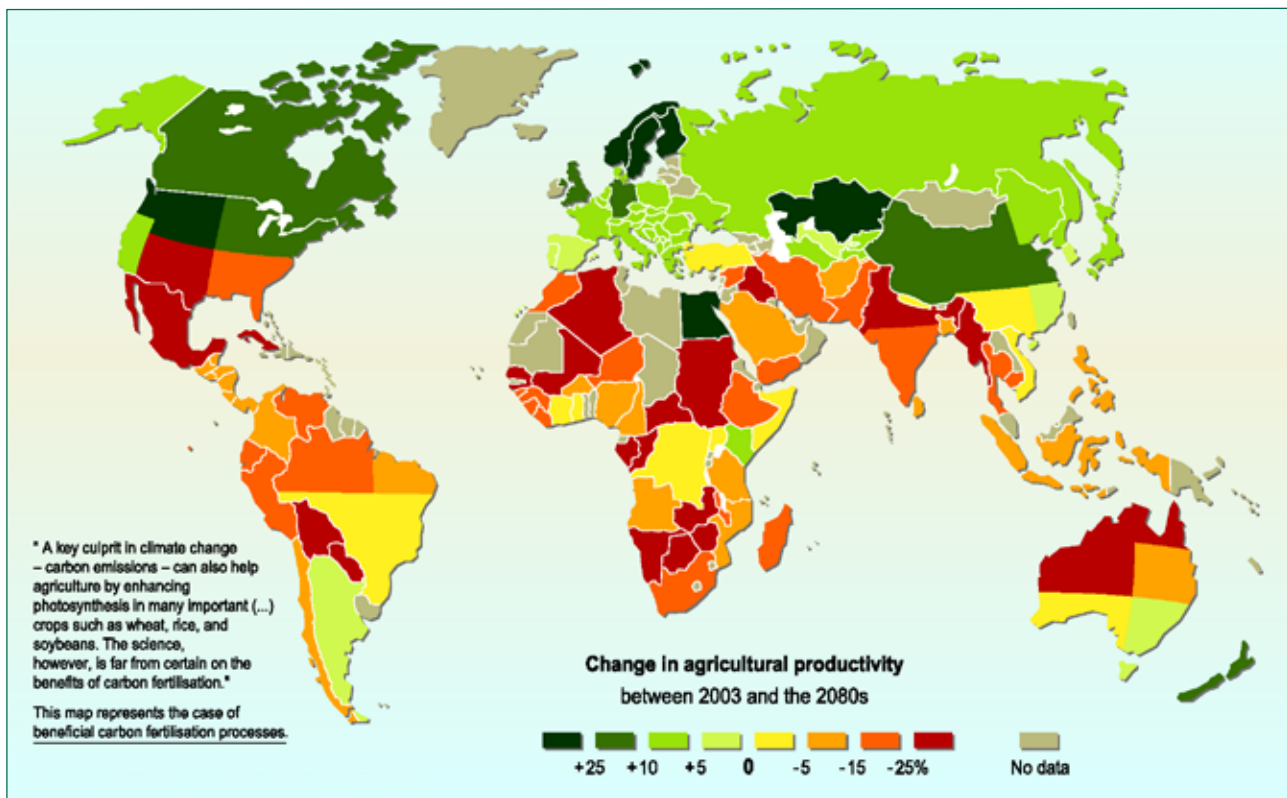 " A key culprit in climate change
– carbon emissions – can also help
agriculture by enhancing
photosynthesis in many important (...)
crops such as wheat, rice, and
soybeans. The science,
however, is far from certain on the
benefits of carbon fertilisation."
This map represents the case of
beneficial carbon fertilisation processes.
Change in agricultural productivity
between 2003 and the 2080s
+25 +10 +5 0 -5 -15 -25% No data